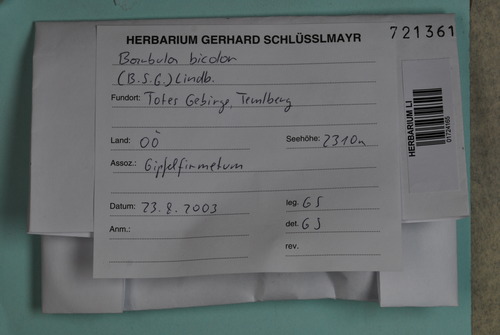 HERBARIUM GERHARD SCHLÜSSLMAYR
721361
Barbula bicolor
(B.S.G.) Lindb.
Fundort: Totes Gebirge, Temlberg
Land: OÖ Seehöhe: 2310m
Assoz.: Gipfelfirmetum
Datum: 23.8.2003 leg. GS
Anm.: det. GS
rev.
HERBARIUM LI